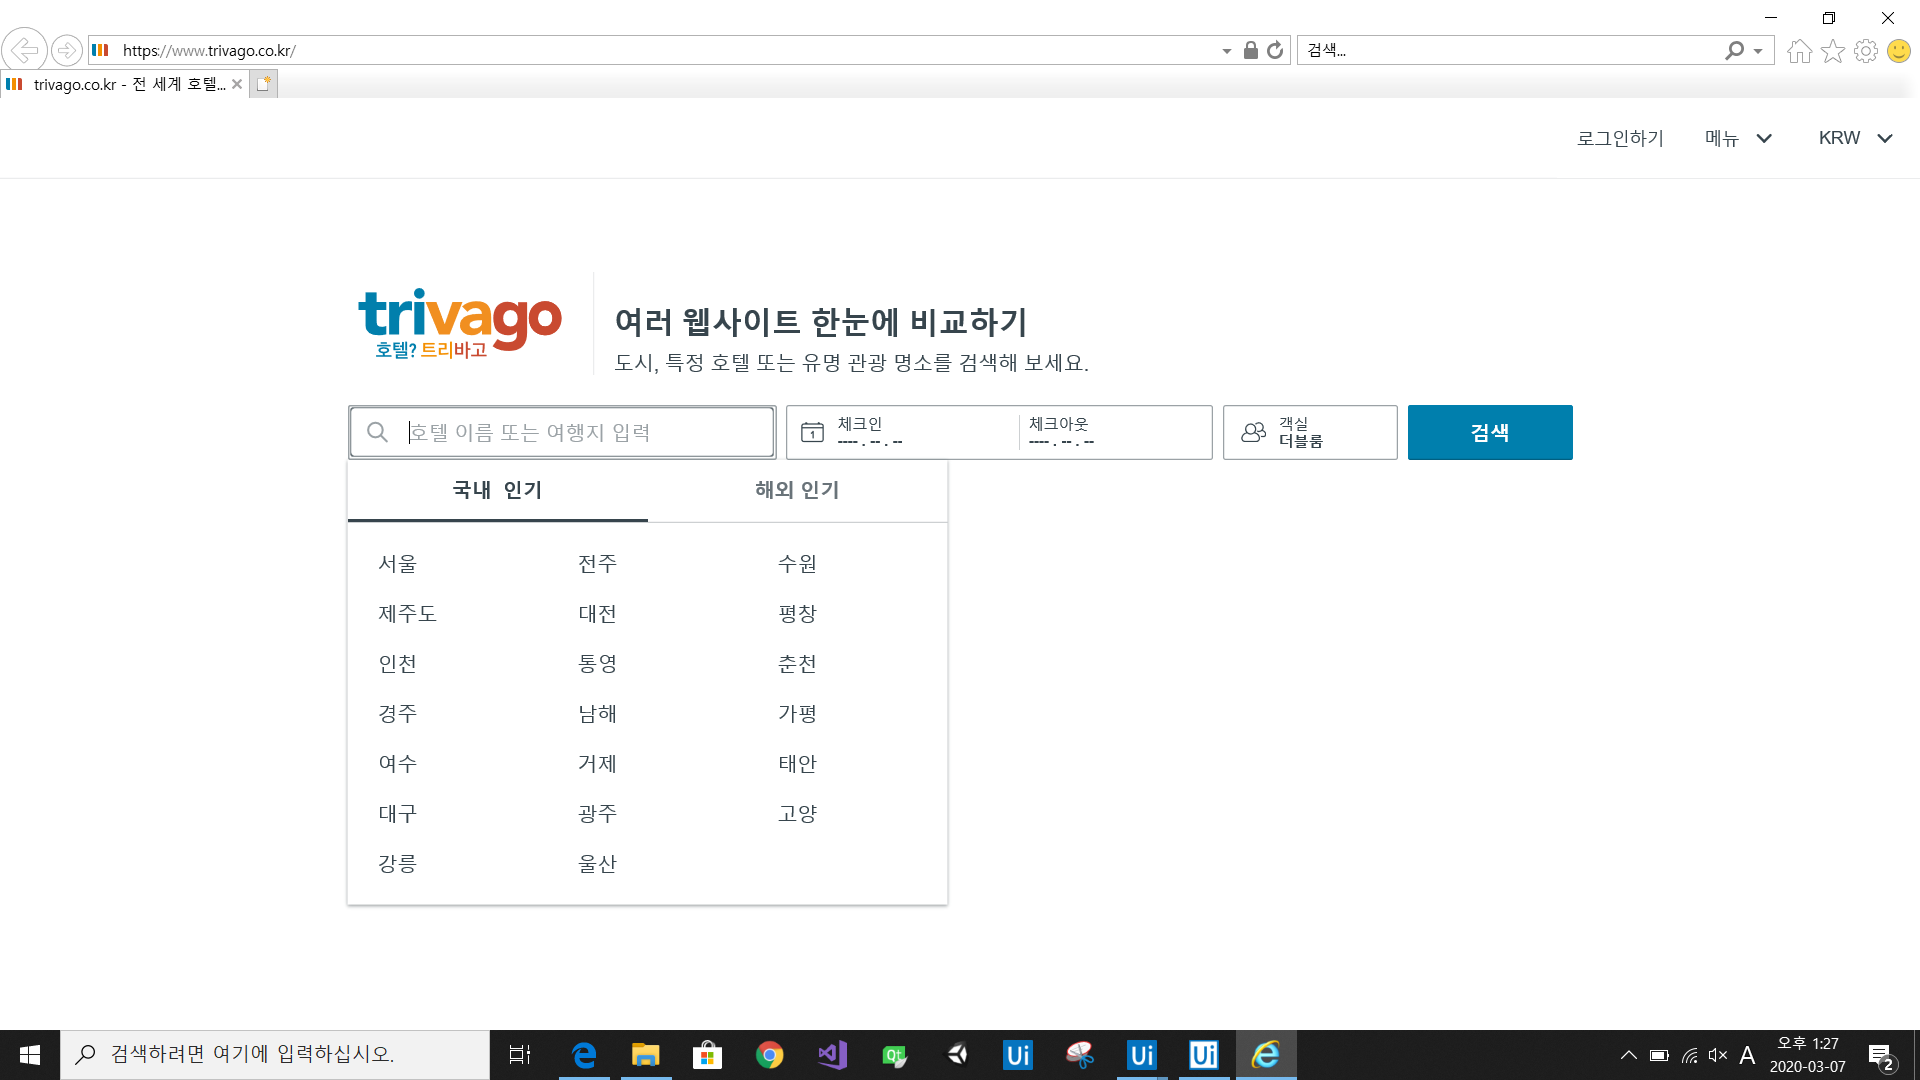 https://www.trivago.co.kr/
검색...
trivago.co.kr - 전 세계 호텔...
로그인하기
메뉴
KRW
trivago
호텔? 트리바고
여러 웹사이트 한눈에 비교하기
도시, 특정 호텔 또는 유명 관광 명소를 검색해 보세요.
호텔 이름 또는 여행지 입력
1
체크인
---- . -- . --
체크아웃
---- . -- . --
객실
더블룸
검색
국내 인기
해외 인기
서울 전주 수원
제주도 대전 평창
인천 통영 춘천
경주 남해 가평
여수 거제 태안
대구 광주 고양
강릉 울산
검색하려면 여기에 입력하십시오.
Qt
Ui
Ui
Ui
A
오후 1:27
2020-03-07
2